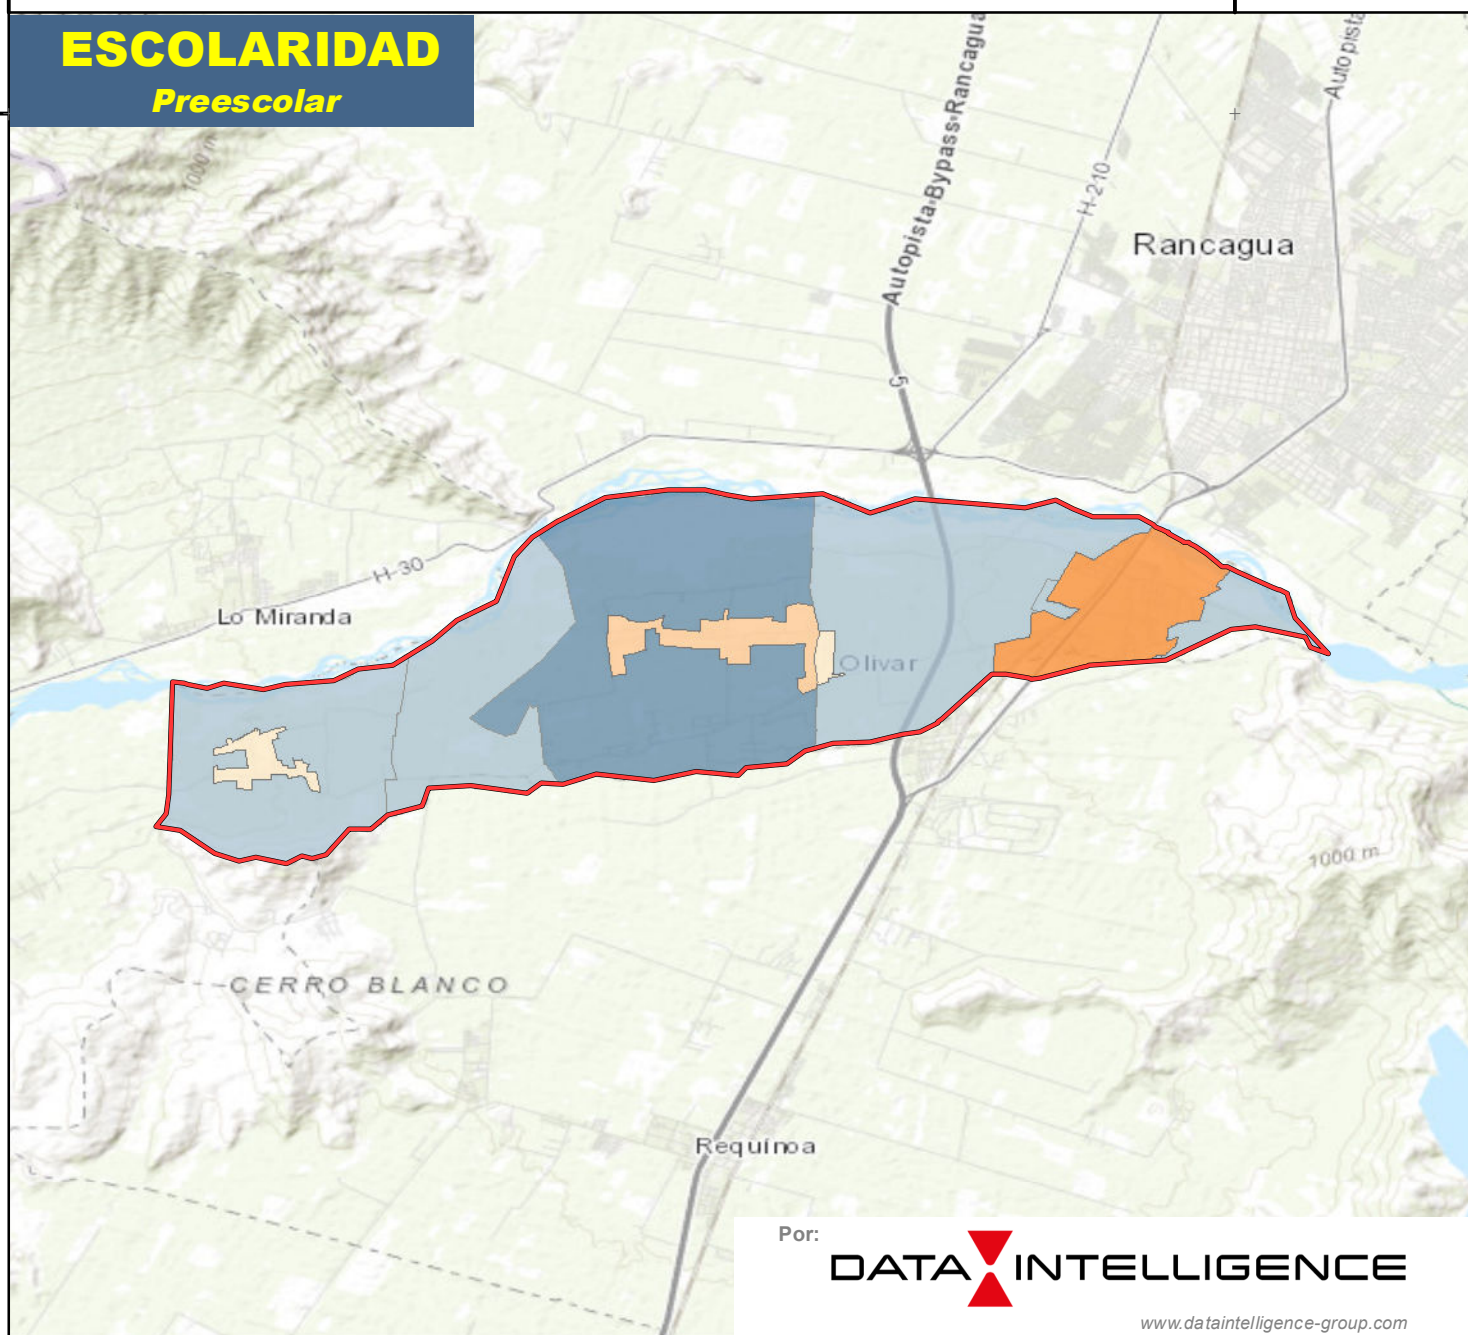 ESCOLARIDAD
Preescolar
Autopista-Bypass-Rancagua
Autopista
1000 m
H-210
Rancagua
5
H-30
Lo Miranda
Olivar
1000 m
CERRO BLANCO
Requínoa
Por:
DATA INTELLIGENCE
www.dataintelligence-group.com